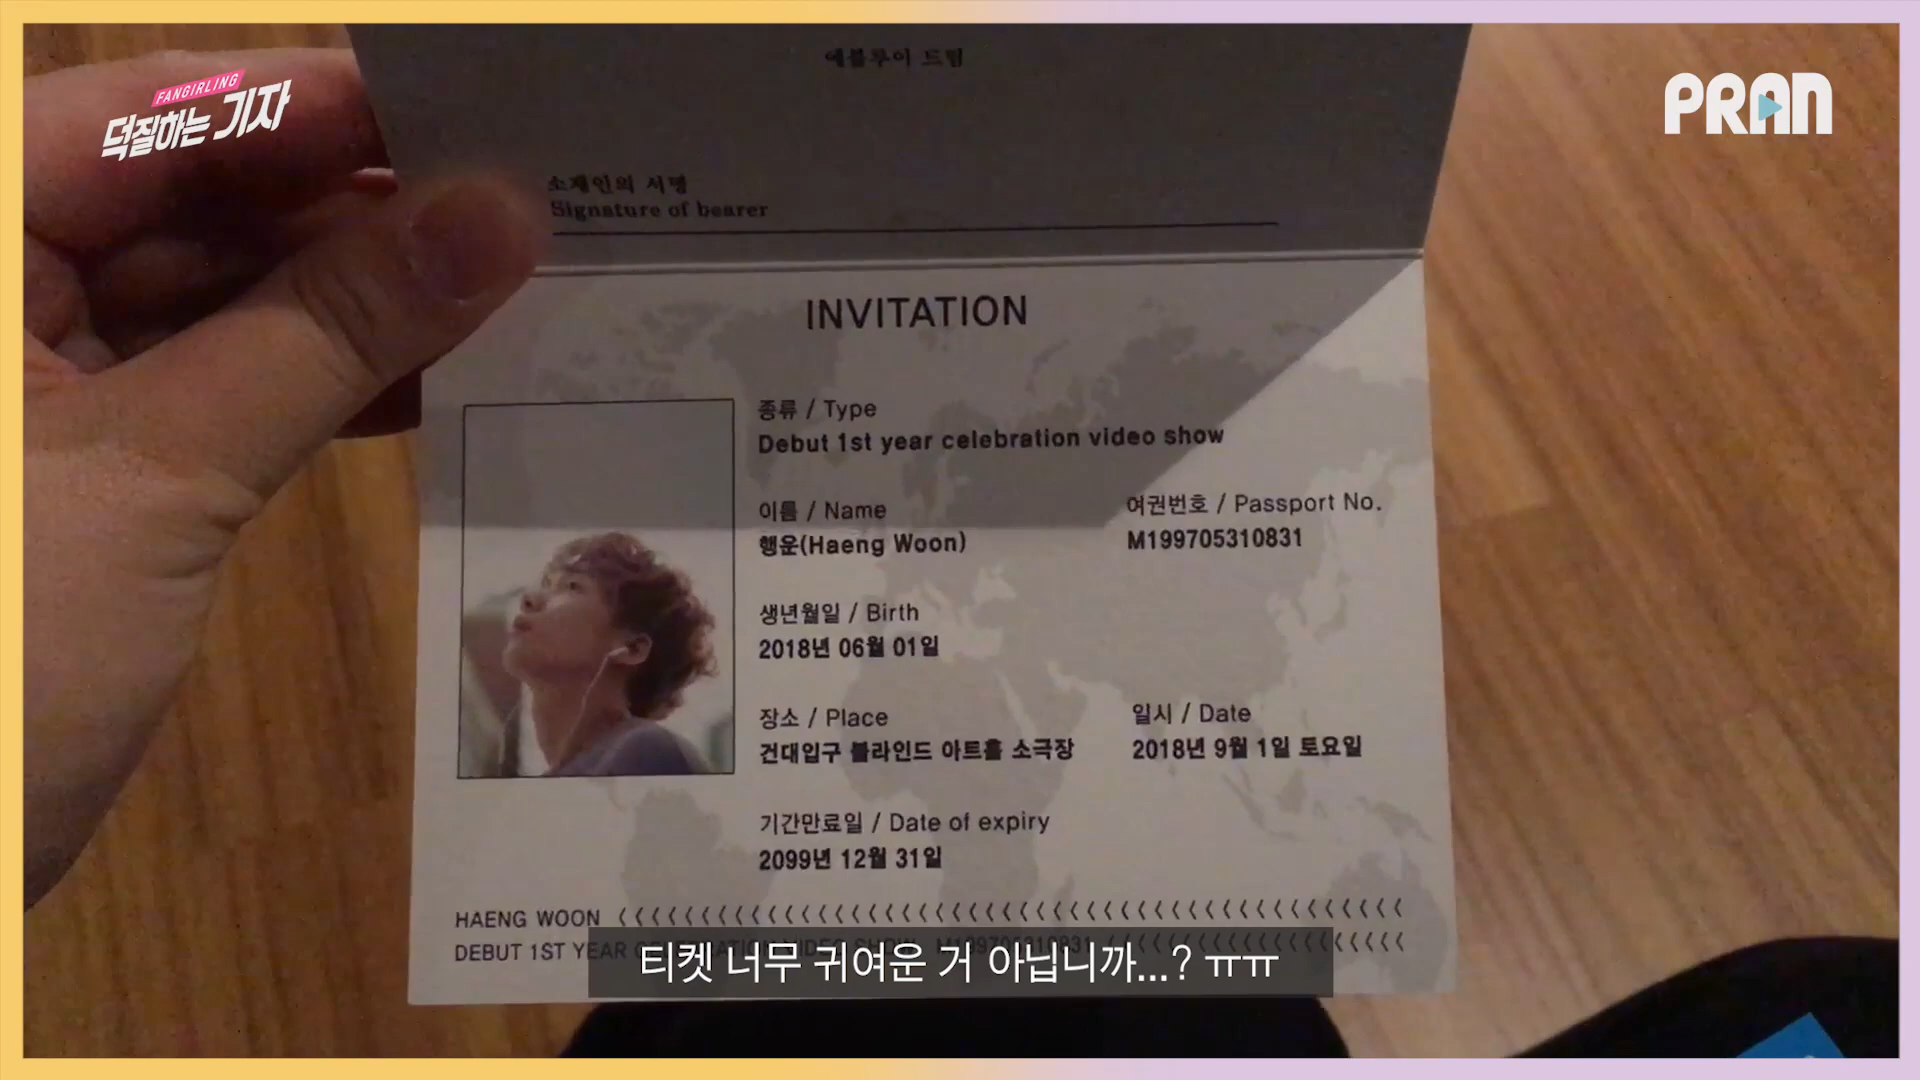 FANGIRLING
덕질하는 기자
PRAN
에블루이 드림
소재인의 서명
Signature of bearer
INVITATION
종류 / Type
Debut 1st year celebration video show
이름 / Name
행운(Haeng Woon)
여권번호 / Passport No.
M199705310831
생년월일 / Birth
2018년 06월 01일
장소 / Place
건대입구 블라인드 아트홀 소극장
일시 / Date
2018년 9월 1일 토요일
기간만료일 / Date of expiry
2099년 12월 31일
HAENG WOON 〈〈〈〈〈〈〈〈〈〈〈〈〈〈〈〈〈〈〈〈〈〈〈〈〈〈〈〈〈〈〈〈〈〈〈〈〈〈〈〈〈〈〈〈〈〈〈
DEBUT 1ST YEAR CELEBRATION VIDEO SHOW M199705310831 〈〈〈〈〈〈〈〈〈〈〈〈〈〈〈〈〈〈
티켓 너무 귀여운 거 아닙니까...? ㅠㅠ